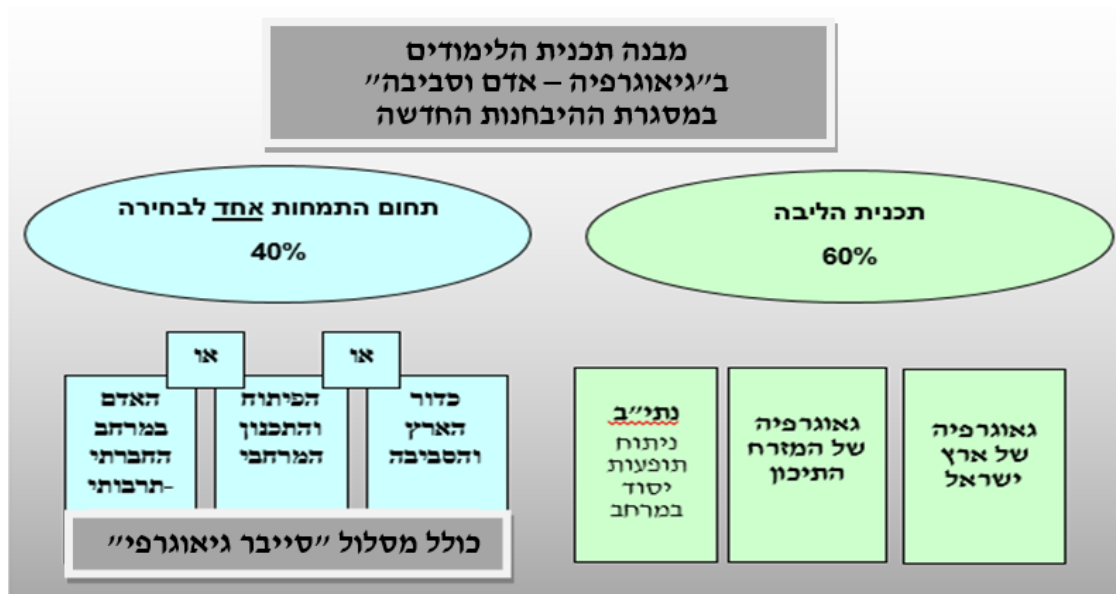 מבנה תכנית הלימודים
ב״גיאוגרפיה – אדם וסביבה״
במסגרת ההיבחנות החדשה
תכנית הליבה
60%
תחום התמחות אחד לבחירה
40%
גאוגרפיה
של ארץ
ישראל
גאוגרפיה
של המזרח
התיכון
נתי״ב
ניתוח
תופעות
יסוד
במרחב
או
או
כדור
הארץ
והסביבה
הפיתוח
והתכנון
המרחבי
האדם
במרחב
החברתי
-תרבותי
כולל מסלול ״סייבר גיאוגרפי״